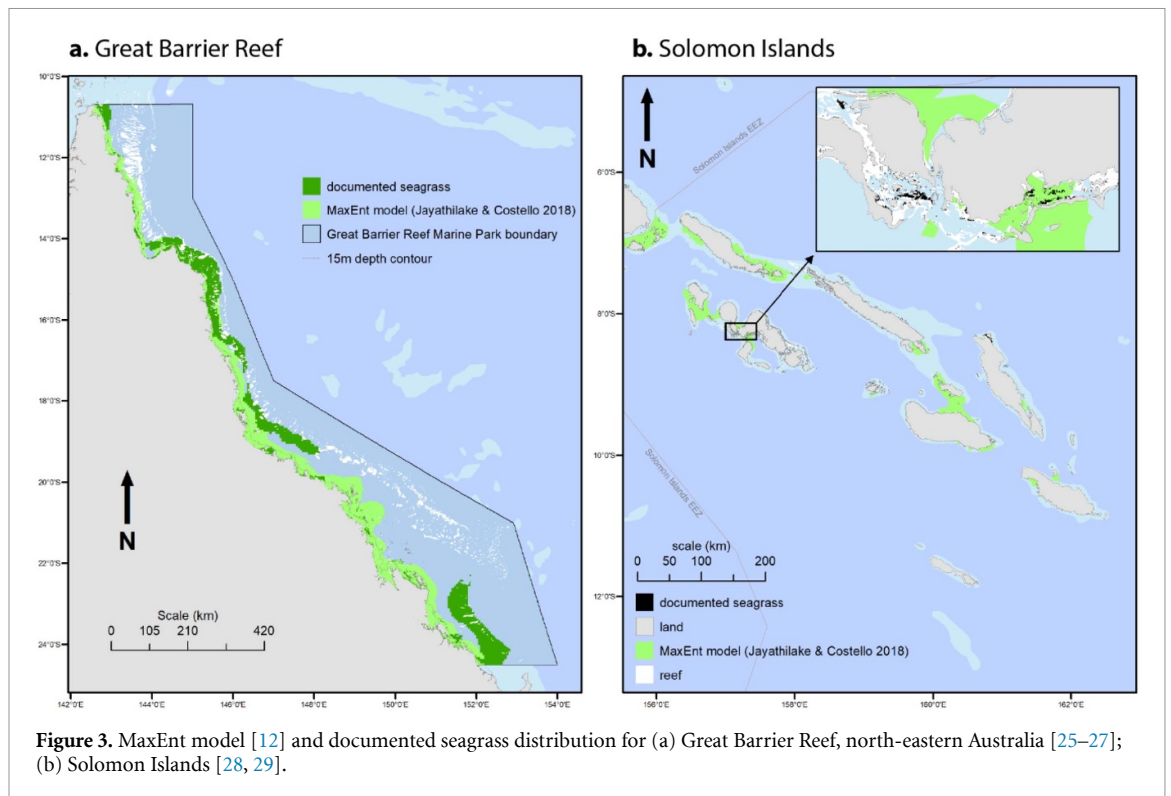 a. Great Barrier Reef
10°0'S
12°0'S
14°0'S
16°0'S
18°0'S
20°0'S
22°0'S
24°0'S
documented seagrass
MaxEnt model (Jayathilake & Costello 2018)
Great Barrier Reef Marine Park boundary
15m depth contour
N
Scale (km)
0 105 210 420
142°0'E 144°0'E 146°0'E 148°0'E 150°0'E 152°0'E 154°0'E
b. Solomon Islands
N
Solomon Islands EEZ
6°0'S
8°0'S
10°0'S
12°0'S
Solomon Islands EEZ
scale (km)
0 50 100 200
documented seagrass
land
MaxEnt model (Jayathilake & Costello 2018)
reef
156°0'E 158°0'E 160°0'E 162°0'E
Figure 3. MaxEnt model [12] and documented seagrass distribution for (a) Great Barrier Reef, north-eastern Australia [25–27];
(b) Solomon Islands [28, 29].